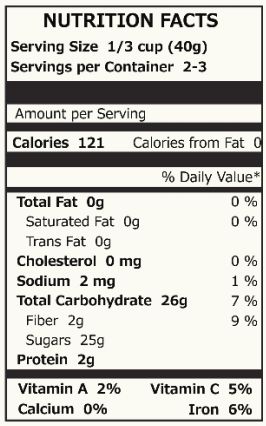 NUTRITION FACTS
Serving Size 1/3 cup (40g)
Servings per Container 2-3
Amount per Serving
Calories 121 Calories from Fat 0
% Daily Value*
Total Fat 0g 0 %
Saturated Fat 0g 0 %
Trans Fat 0g
Cholesterol 0 mg 0 %
Sodium 2 mg 1 %
Total Carbohydrate 26g 7 %
Fiber 2g 9 %
Sugars 25g
Protein 2g
Vitamin A 2% Vitamin C 5%
Calcium 0% Iron 6%